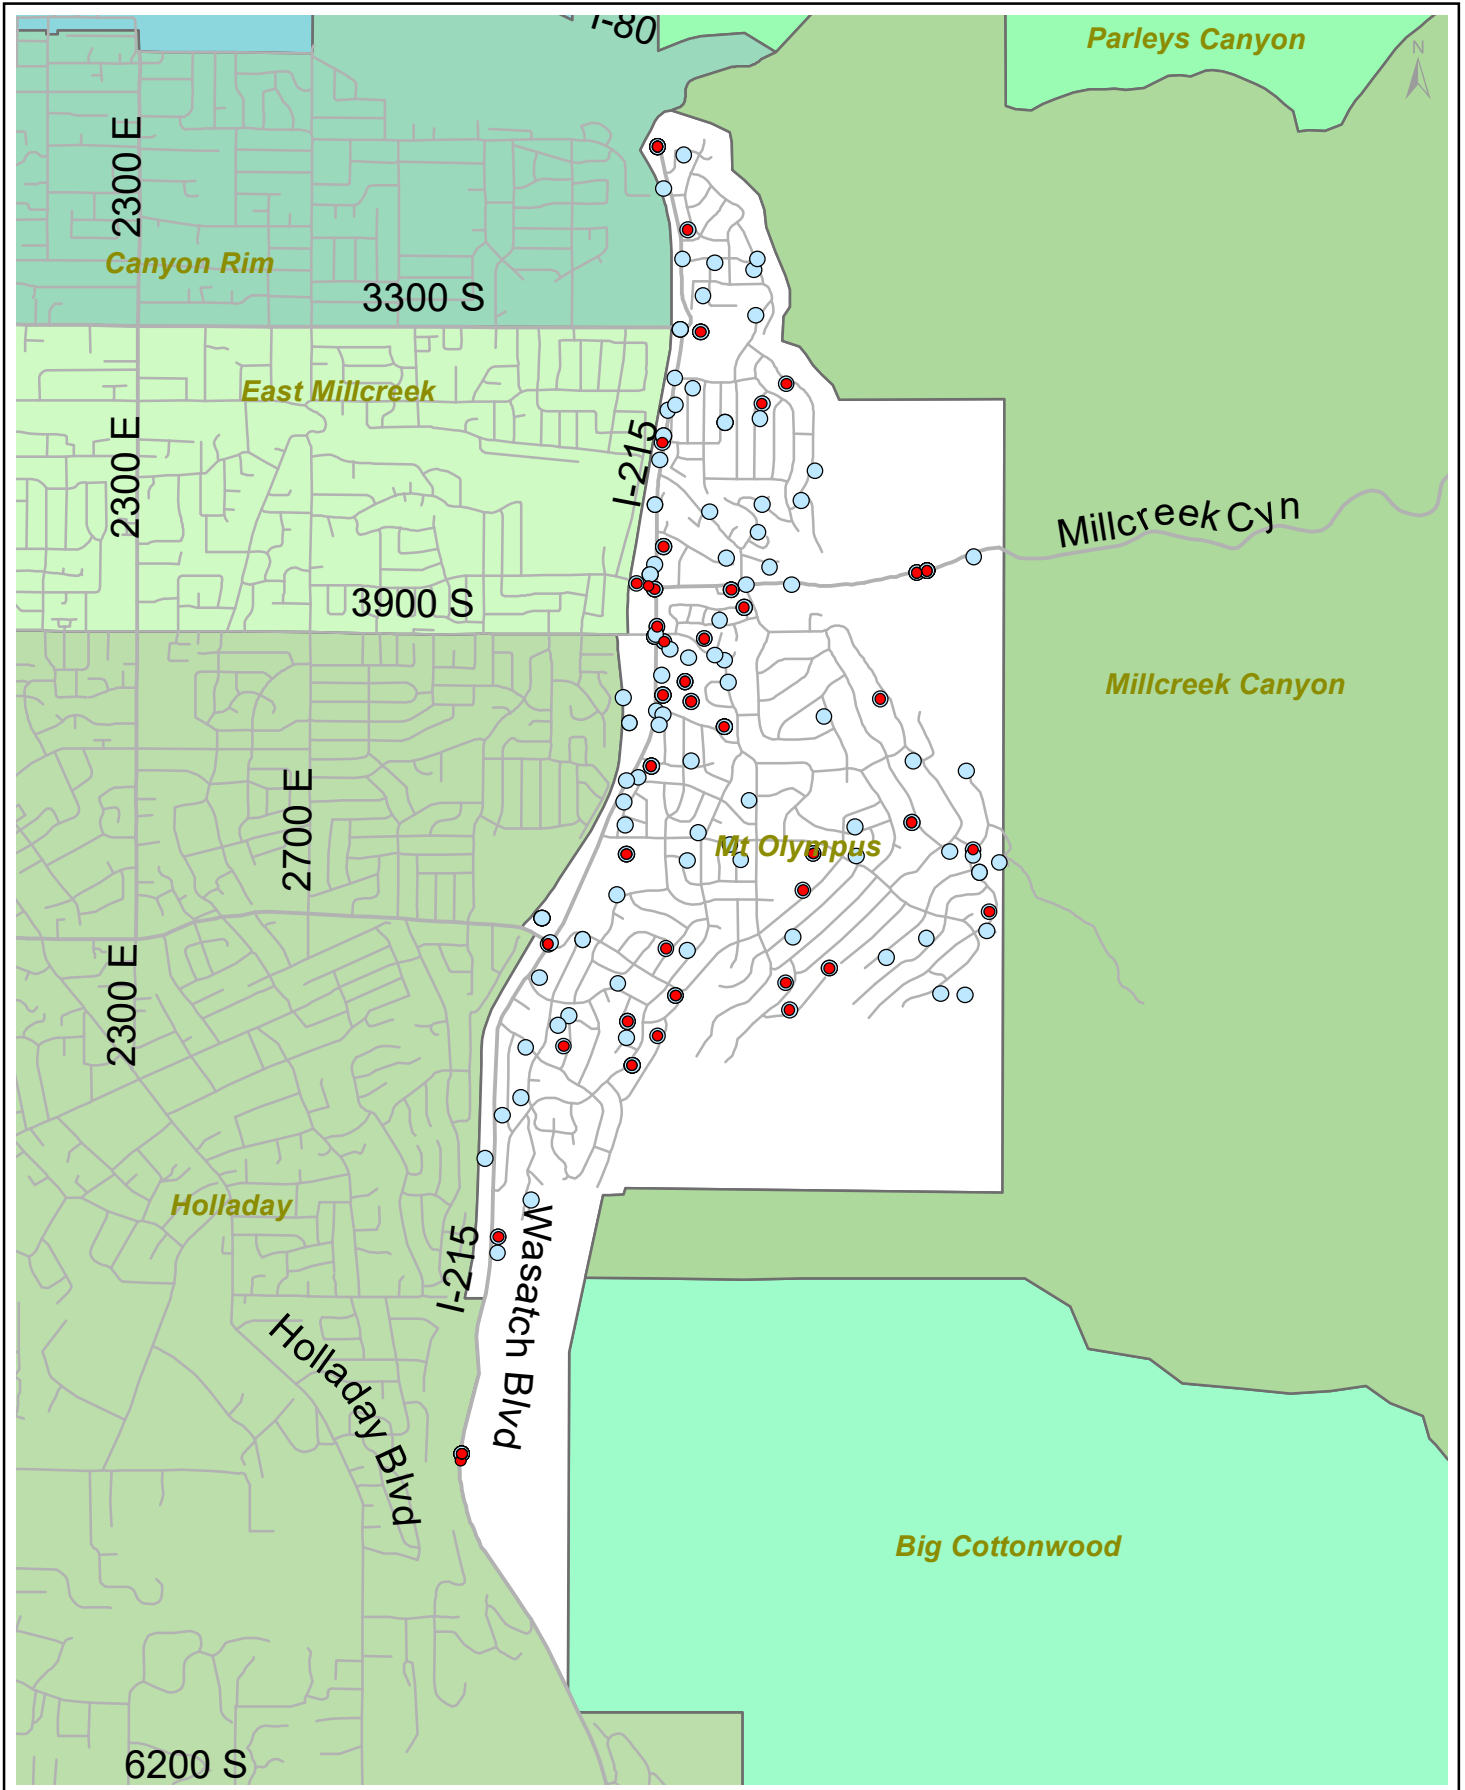 I-80
Parleys Canyon
N
2300 E
Canyon Rim
3300 S
East Millcreek
2300 E
I-215
Millcreek Cyn
3900 S
Millcreek Canyon
2700 E
Mt Olympus
2300 E
Holladay
I-215
Wasatch Blvd
Holladay Blvd
Big Cottonwood
6200 S